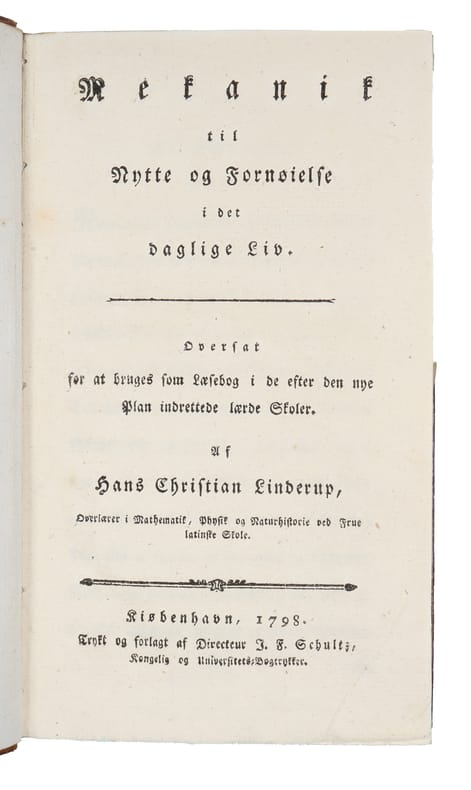 Mekanik
til
Nytte og Fornøielse
i det
daglige Liv.
Oversat
før at bruges som Læsebog i de efter den nye
Plan indrettede lærde Skoler.
Af
Hans Christian Linderup,
Overlærer i Mathematik, Physik og Naturhistorie ved Frue
latinske Skole.
Kiøbenhavn, 1798.
Trykt og forlagt af Directeur J. F. Schultz,
Kongelig og Universitets-Bogtrykker.